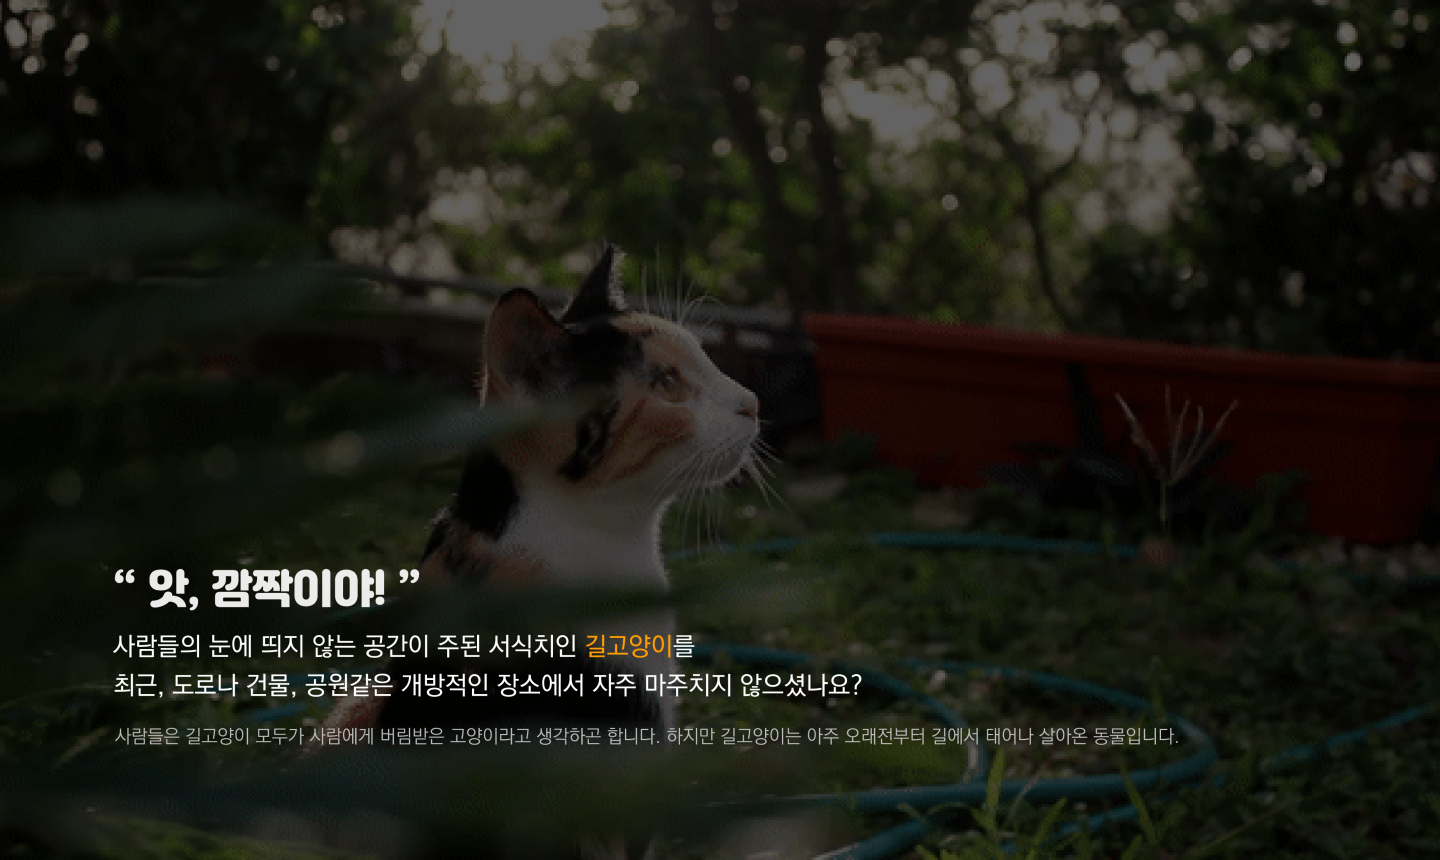 “ 앗, 깜짝이야! ”
사람들의 눈에 띄지 않는 공간이 주된 서식치인 길고양이를
최근, 도로나 건물, 공원같은 개방적인 장소에서 자주 마주치지 않으셨나요?
사람들은 길고양이 모두가 사람에게 버림받은 고양이라고 생각하곤 합니다. 하지만 길고양이는 아주 오래전부터 길에서 태어나 살아온 동물입니다.